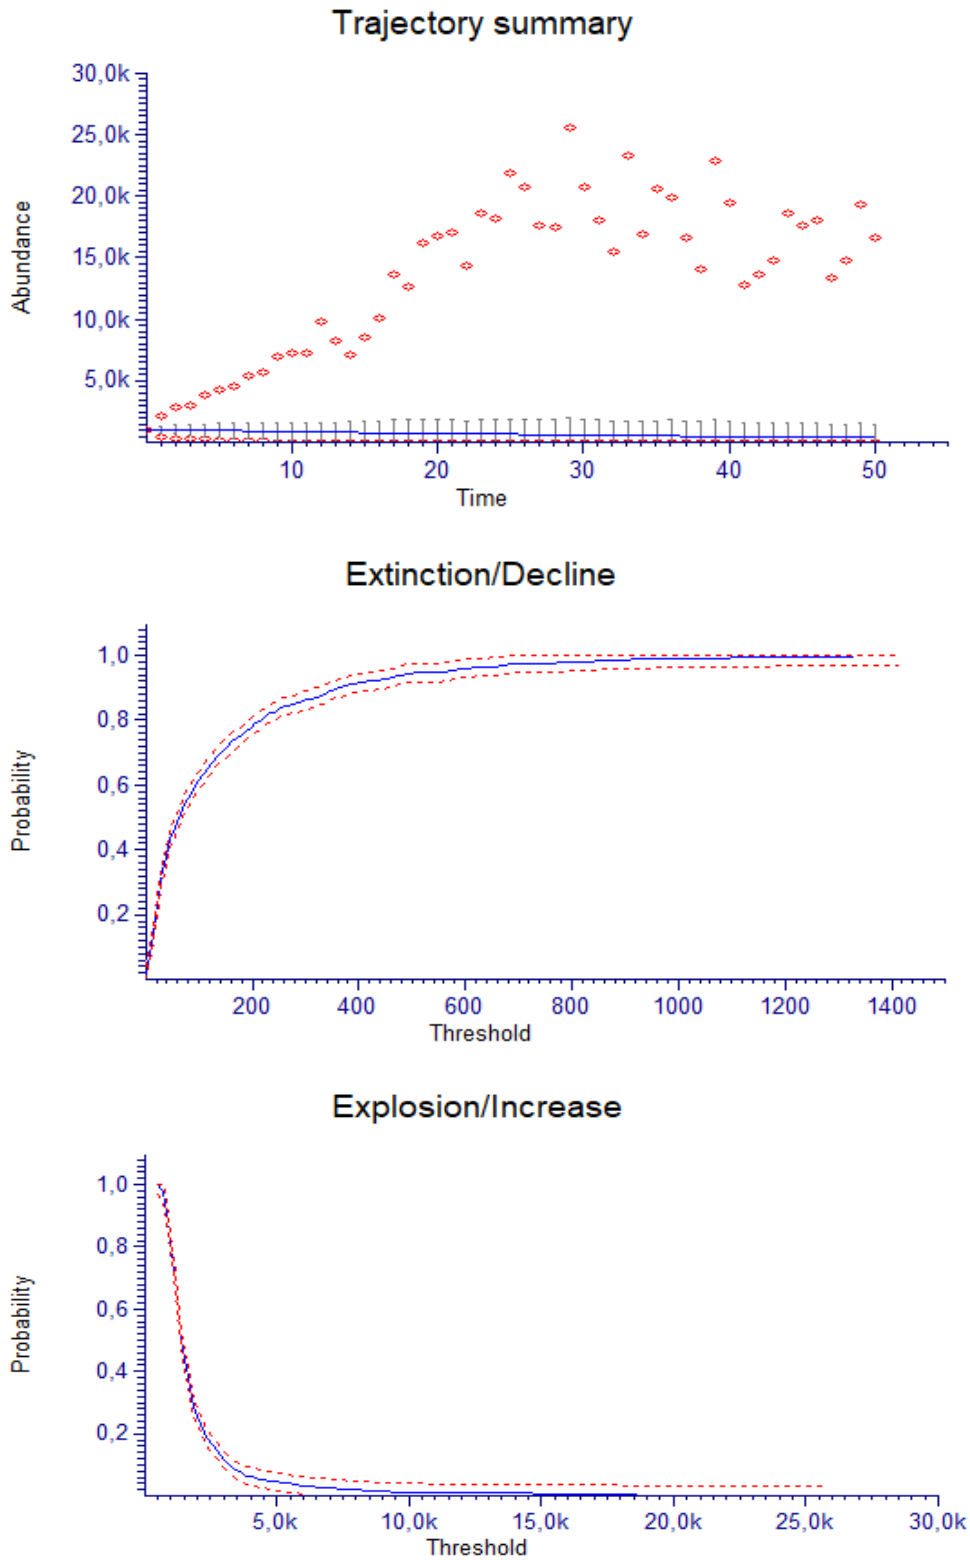 Trajectory summary
30,0k
25,0k
20,0k
15,0k
10,0k
5,0k
Abundance
10 20 30 40 50
Time
Extinction/Decline
1,0
0,8
0,6
0,4
0,2
Probability
200 400 600 800 1000 1200 1400
Threshold
Explosion/Increase
1,0
0,8
0,6
0,4
0,2
Probability
5,0k 10,0k 15,0k 20,0k 25,0k 30,0k
Threshold